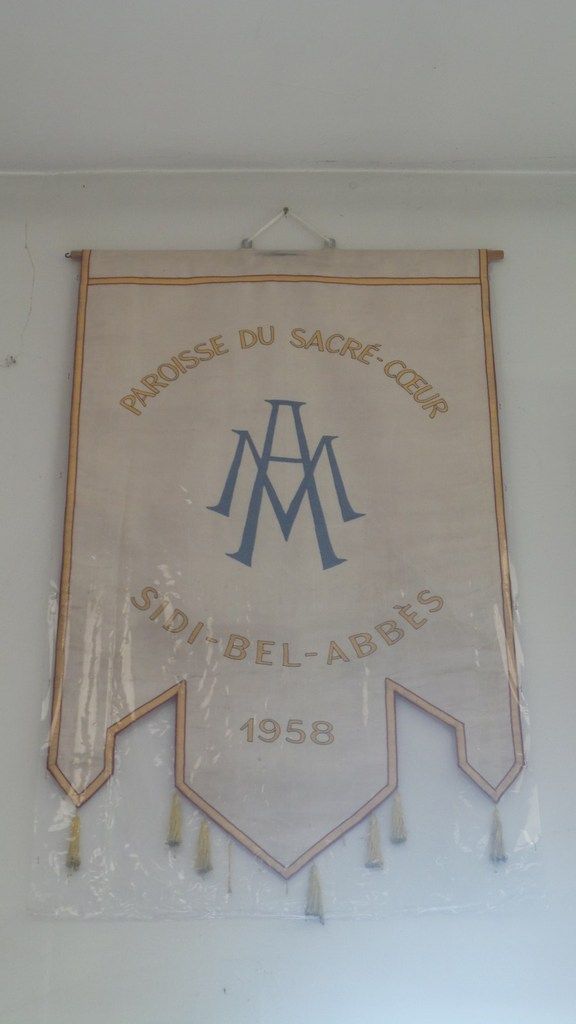 PAROISSE DU SACRÉ-CŒUR
AM
SIDI-BEL-ABBÈS
1958